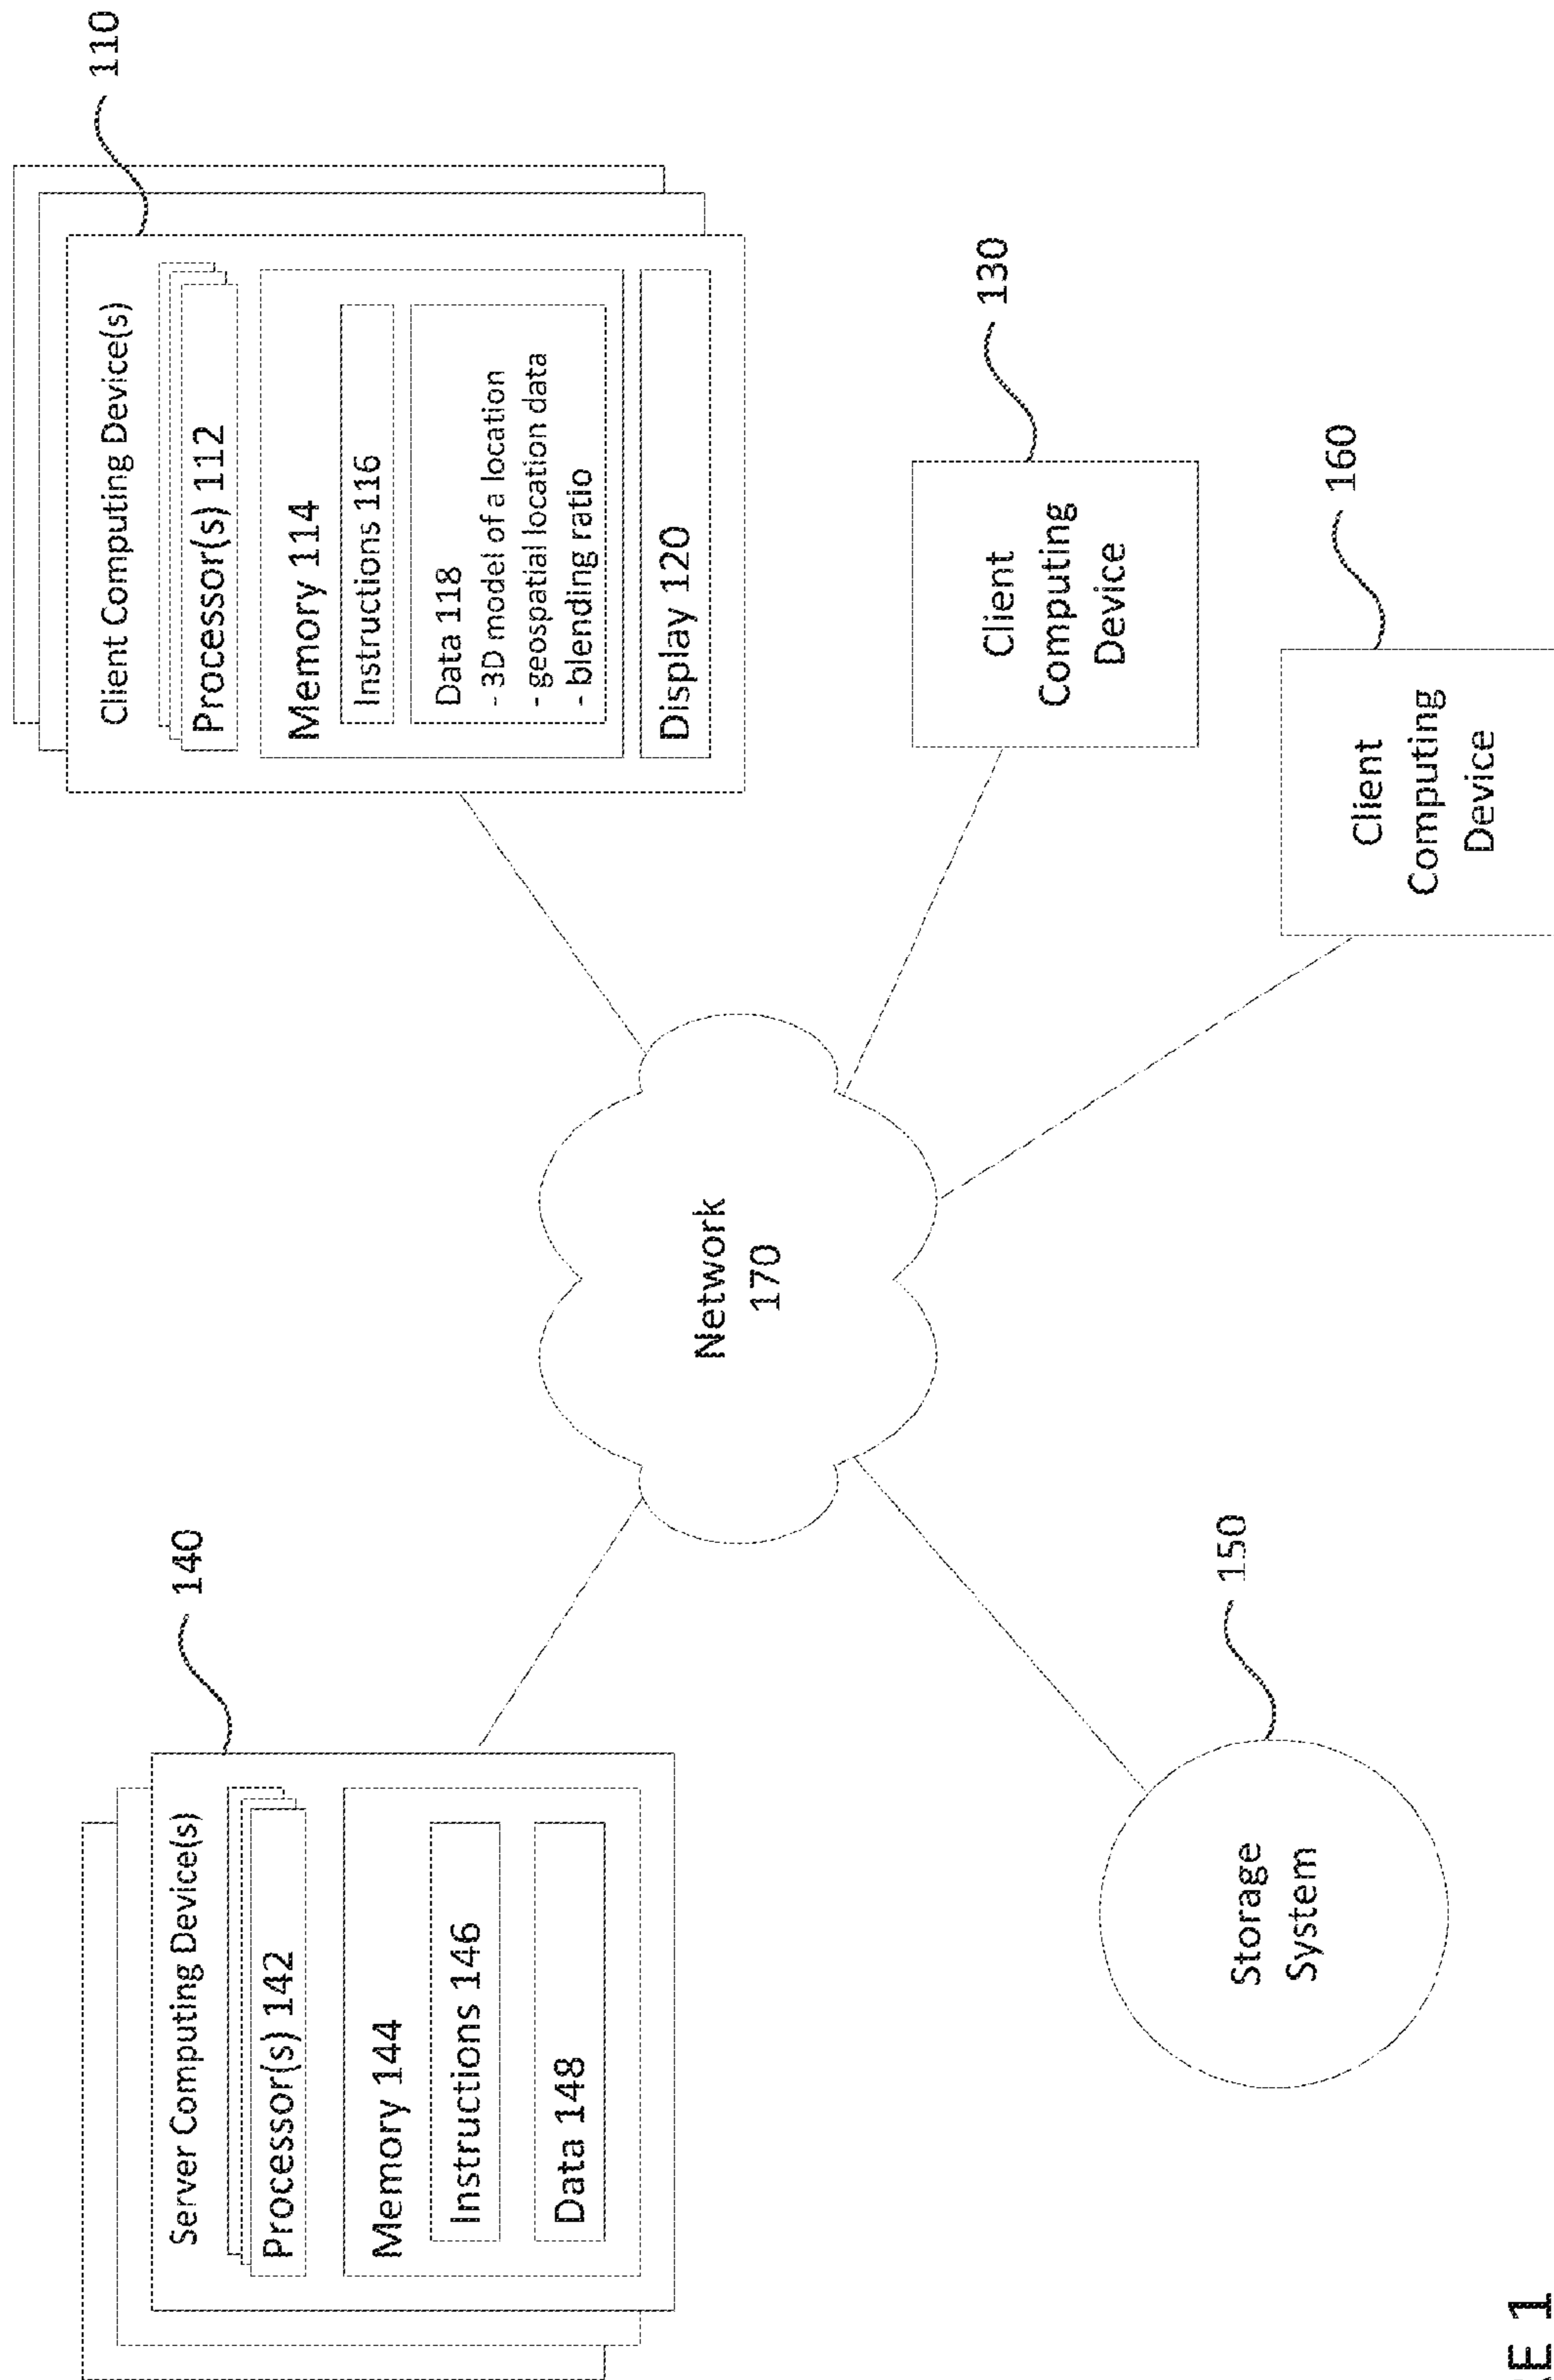 Server Computing Device(s)
140
Processor(s) 142
Memory 144
Instructions 146
Data 148
Storage
System
150
Network
170
Client Computing Device(s)
110
Processor(s) 112
Memory 114
Instructions 116
Data 118
- 3D model of a location
- geospatial location data
- blending ratio
Display 120
Client
Computing
Device
130
Client
Computing
Device
160
E 1